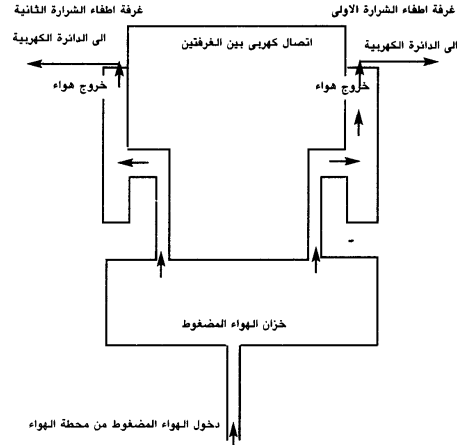 غرفة اطفاء الشرارة الاولى
غرفة اطفاء الشرارة الثانية
الى الدائرة الكهربية
اتصال كهربى بين الغرفتين
الى الدائرة الكهربية
خروج هواء
خروج هواء
خزان الهواء المضغوط
دخول الهواء المضغوط من محطة الهواء